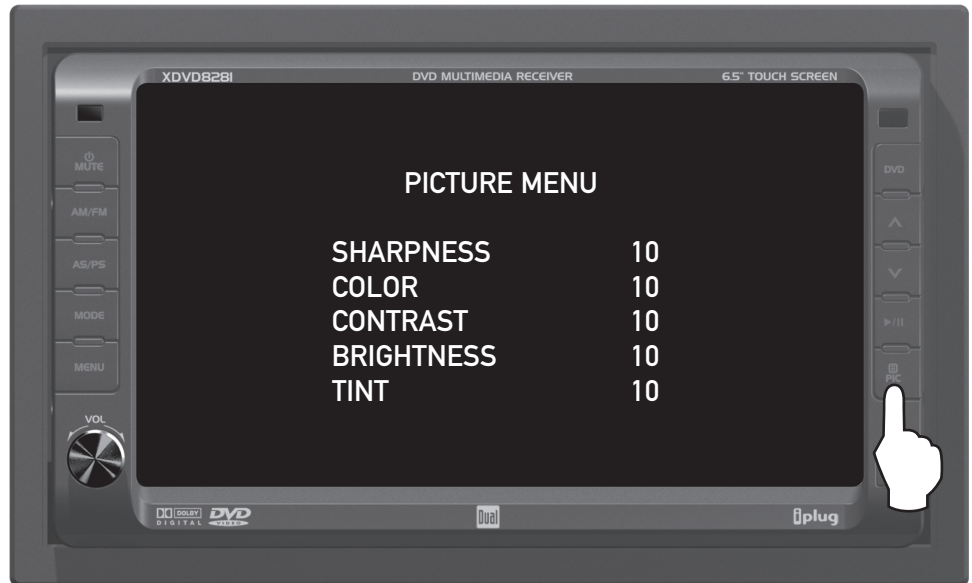 XDVD8281 DVD MULTIMEDIA RECEIVER 6.5" TOUCH SCREEN
MUTE
AM/FM
AS/PS
MODE
MENU
VOL
PICTURE MENU
SHARPNESS 10
COLOR 10
CONTRAST 10
BRIGHTNESS 10
TINT 10
DVD
PIC
DOLBY
DIGITAL
DVD
VIDEO
Dual
iplug